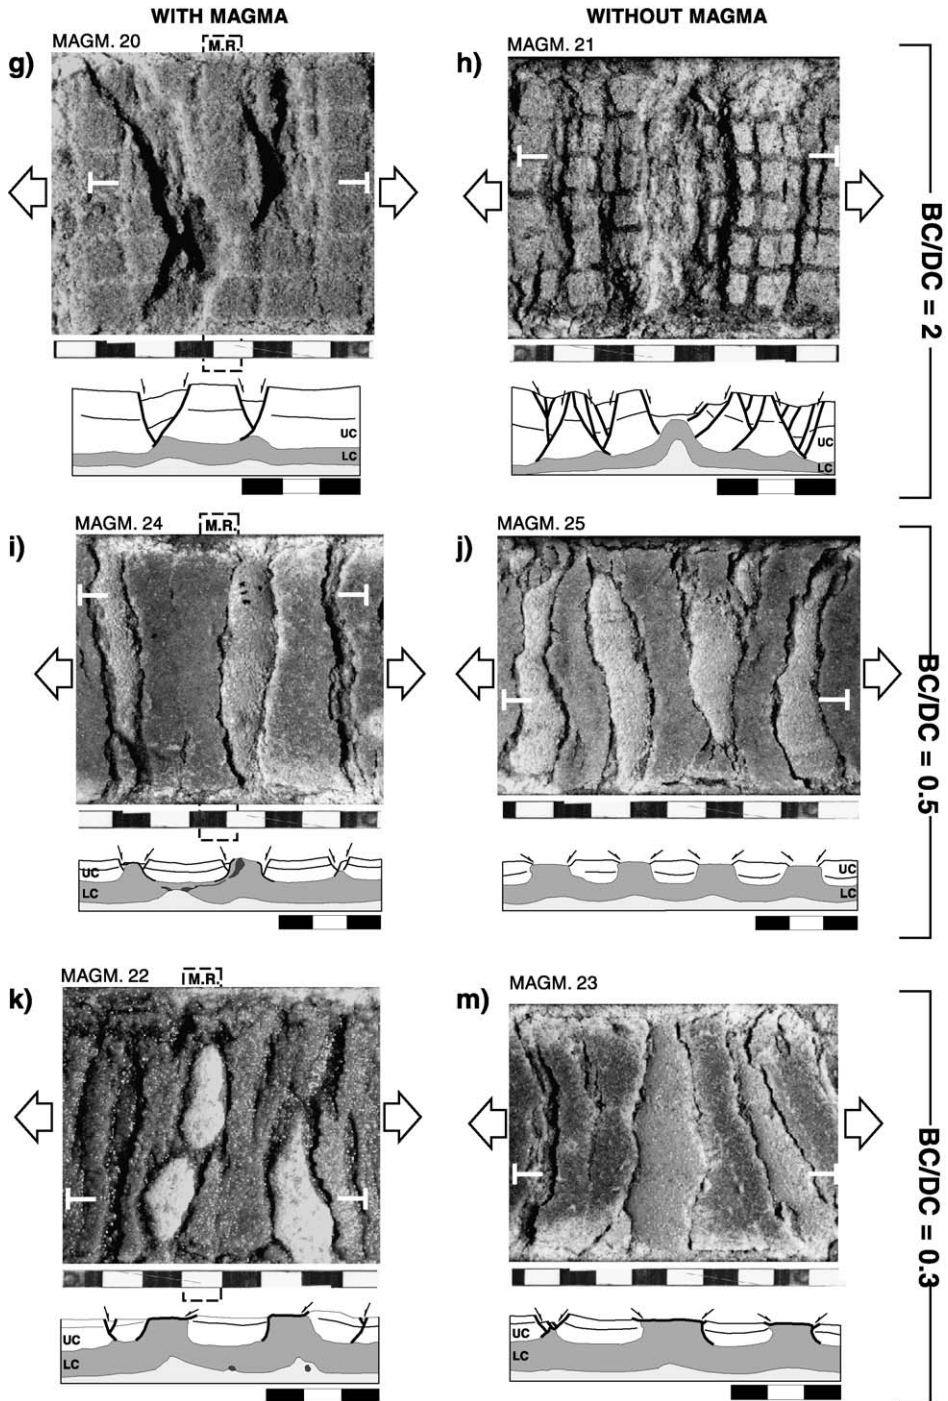 WITH MAGMA
WITHOUT MAGMA
g)
MAGM. 20
M.R.
h)
MAGM. 21
UC
LC
UC
LC
BC/DC = 2
i)
MAGM. 24
M.R.
j)
MAGM. 25
UC
LC
UC
LC
BC/DC = 0.5
k)
MAGM. 22
M.R.
m)
MAGM. 23
UC
LC
UC
LC
BC/DC = 0.3